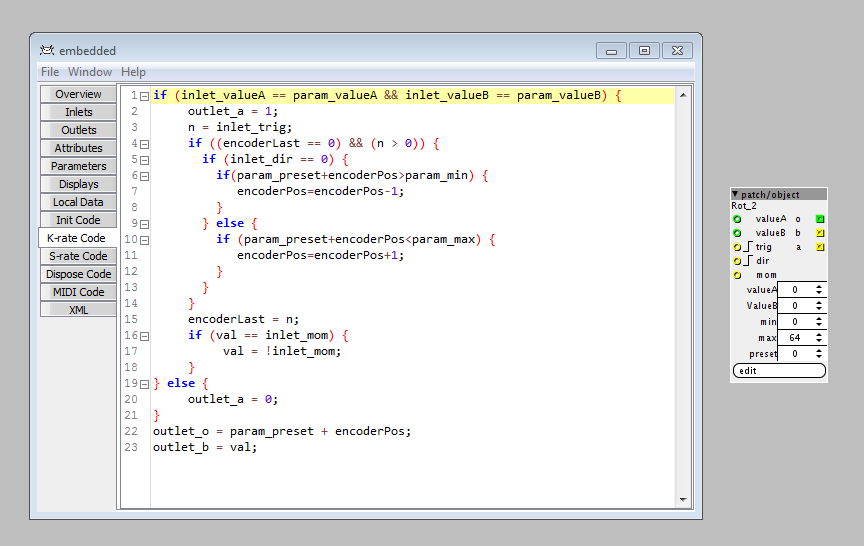 embedded
File Window Help
Overview
Inlets
Outlets
Attributes
Parameters
Displays
Local Data
Init Code
K-rate Code
S-rate Code
Dispose Code
MIDI Code
XML
1 if (inlet_valueA == param_valueA && inlet_valueB == param_valueB) {
2 outlet_a = 1;
3 n = inlet_trig;
4 if ((encoderLast == 0) && (n > 0)) {
5 if (inlet_dir == 0) {
6 if(param_preset+encoderPos>param_min) {
7 encoderPos=encoderPos-1;
8 }
9 } else {
10 if (param_preset+encoderPos<param_max) {
11 encoderPos=encoderPos+1;
12 }
13 }
14 }
15 encoderLast = n;
16 if (val == inlet_mom) {
17 val = !inlet_mom;
18 }
19 } else {
20 outlet_a = 0;
21 }
22 outlet_o = param_preset + encoderPos;
23 outlet_b = val;
patch/object
Rot_2
valueA o
valueB b
trig a
dir
mom
valueA 0
ValueB 0
min 0
max 64
preset 0
edit